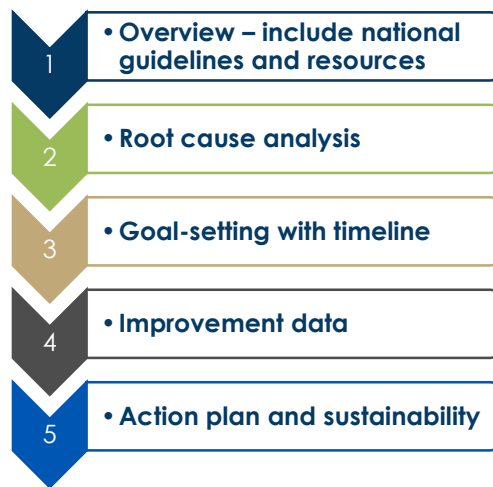 1
• Overview – include national
guidelines and resources
2
• Root cause analysis
3
• Goal-setting with timeline
4
• Improvement data
5
• Action plan and sustainability